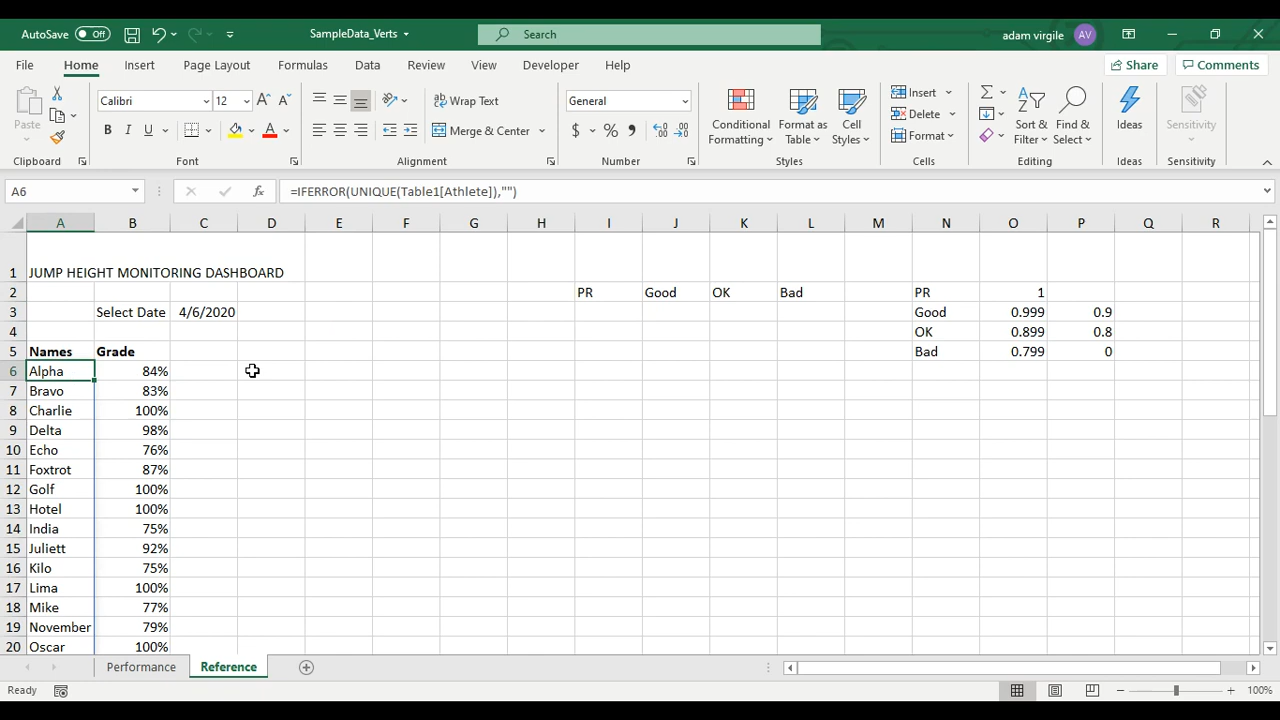 AutoSave Off SampleData_Verts Search adam virgile AV
File Home Insert Page Layout Formulas Data Review View Developer Help Share Comments
Paste Calibri 12 A A Wrap Text General Conditional Formatting Format as Table Cell Styles Insert Sort & Filter Find & Select Ideas Sensitivity
B I U A Merge & Center $ % , Delete
Format
Clipboard Font Alignment Number Styles Cells Editing Ideas Sensitivity
A6 fx =IFERROR(UNIQUE(Table1[Athlete]),"")
A B C D E F G H I J K L M N O P Q R
1 JUMP HEIGHT MONITORING DASHBOARD
2 PR Good OK Bad PR 1
3 Select Date 4/6/2020 Good 0.999 0.9
4 OK 0.899 0.8
5 Names Grade Bad 0.799 0
6 Alpha 84%
7 Bravo 83%
8 Charlie 100%
9 Delta 98%
10 Echo 76%
11 Foxtrot 87%
12 Golf 100%
13 Hotel 100%
14 India 75%
15 Juliett 92%
16 Kilo 75%
17 Lima 100%
18 Mike 77%
19 November 79%
20 Oscar 100%
Performance Reference
Ready 100%